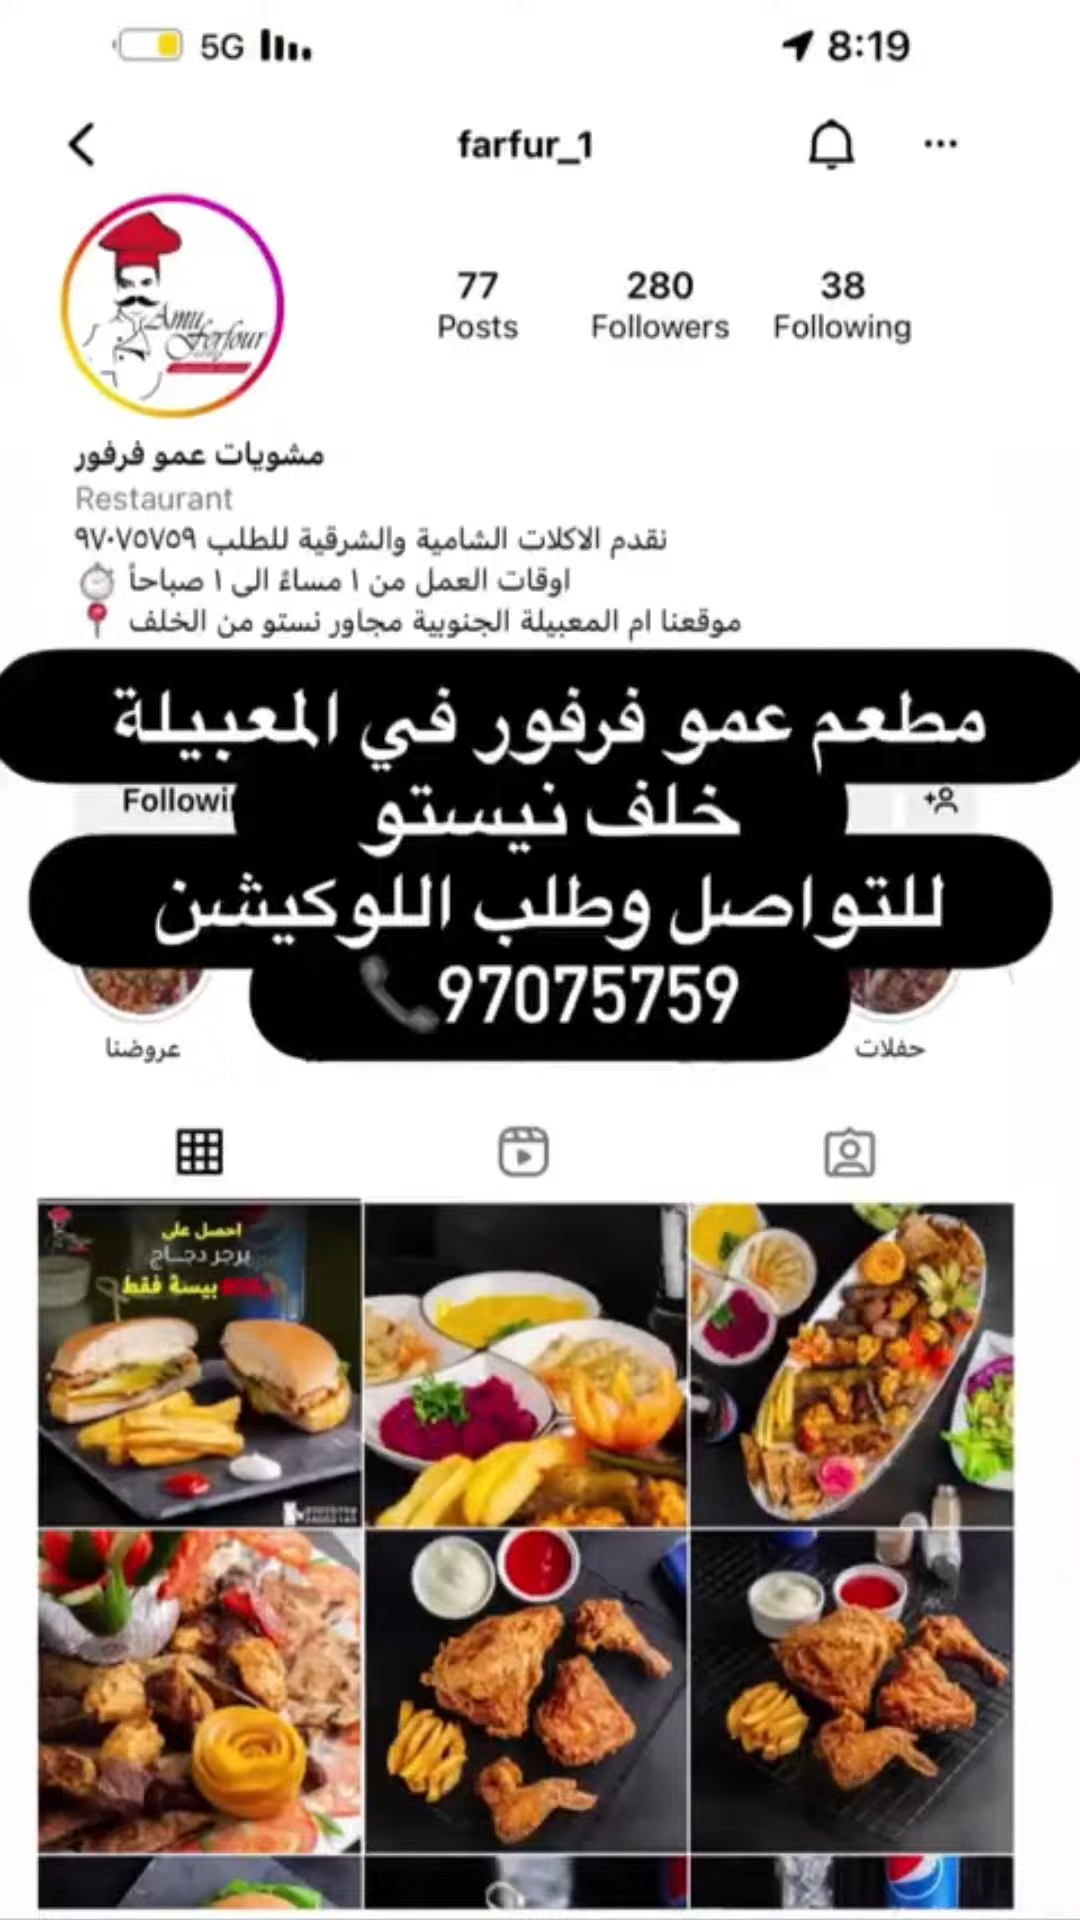 5G
8:19
farfur_1
Amu
Ferfour
77
280
38
Posts
Followers
Following
مشويات عمو فرفور
Restaurant
نقدم الاكلات الشامية والشرقية للطلب ٩٧٠٧٥٧٥٩
اوقات العمل من ١ مساءً الى ١ صباحاً
موقعنا ام المعبيلة الجنوبية مجاور نستو من الخلف
مطعم عمو فرفور في المعبيلة
خلف نيستو
للتواصل وطلب اللوكيشن
97075759
عروضنا
حفلات
احصل على
برجر دجاج
بيسة فقط